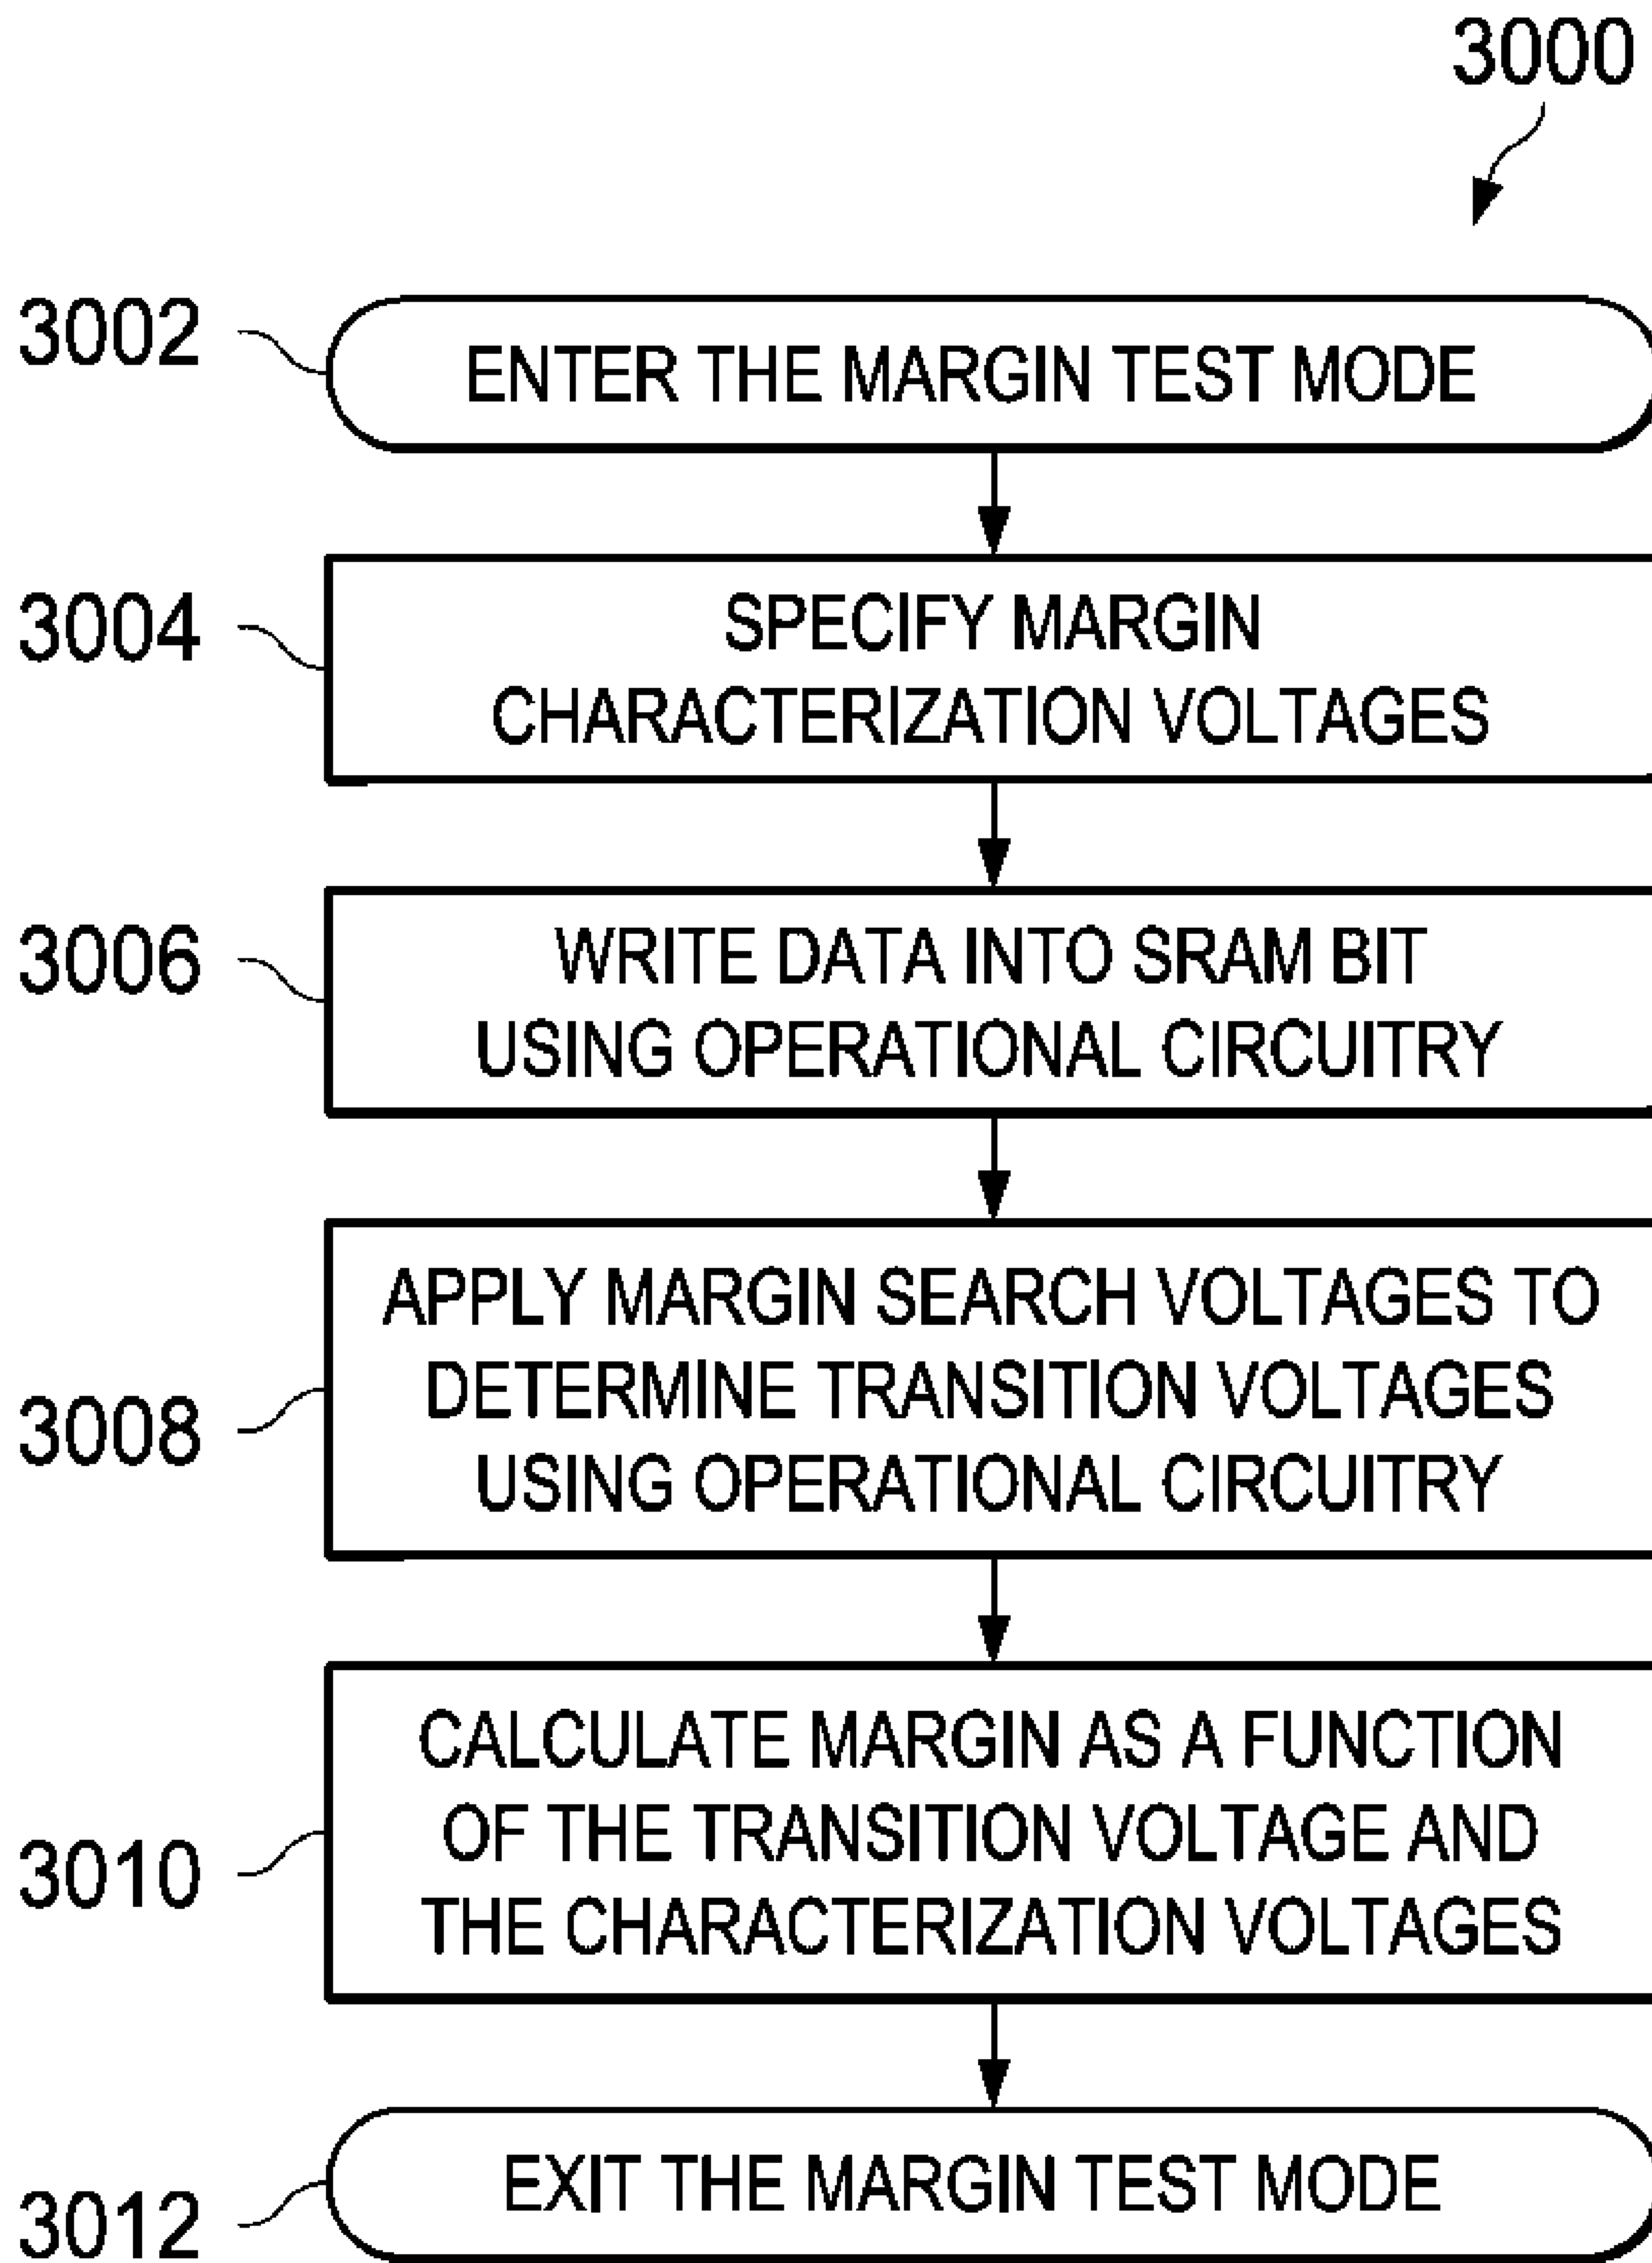 3000
3002
ENTER THE MARGIN TEST MODE
3004
SPECIFY MARGIN
CHARACTERIZATION VOLTAGES
3006
WRITE DATA INTO SRAM BIT
USING OPERATIONAL CIRCUITRY
3008
APPLY MARGIN SEARCH VOLTAGES TO
DETERMINE TRANSITION VOLTAGES
USING OPERATIONAL CIRCUITRY
3010
CALCULATE MARGIN AS A FUNCTION
OF THE TRANSITION VOLTAGE AND
THE CHARACTERIZATION VOLTAGES
3012
EXIT THE MARGIN TEST MODE